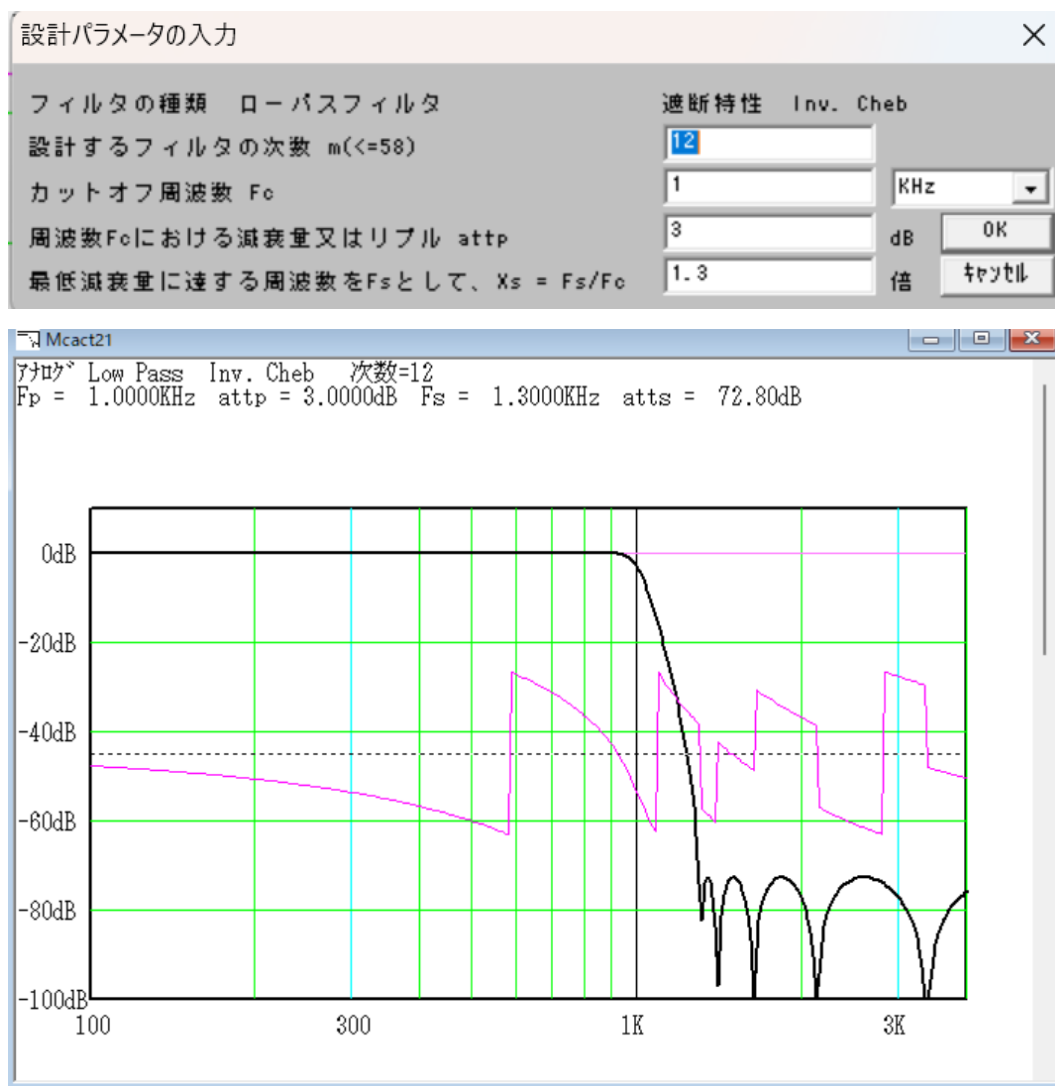 設計パラメータの入力
フィルタの種類 ローパスフィルタ 遮断特性 Inv. Cheb
設計するフィルタの次数 m(<=58) 12
カットオフ周波数 Fc 1 KHz
周波数Fcにおける減衰量又はリプル attp 3 dB OK
最低減衰量に達する周波数をFsとして、Xs = Fs/Fc 1.3 倍 ｷｬﾝｾﾙ
Mcact21
ｱﾅﾛｸﾞ Low Pass Inv. Cheb 次数=12
Fp = 1.0000KHz attp = 3.0000dB Fs = 1.3000KHz atts = 72.80dB
0dB
-20dB
-40dB
-60dB
-80dB
-100dB
100 300 1K 3K